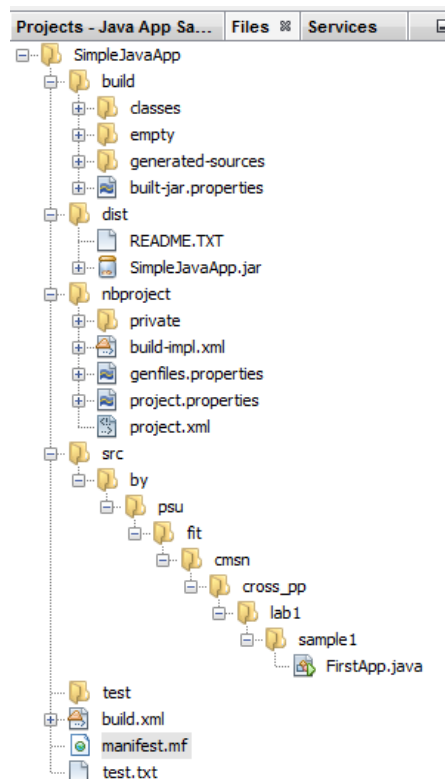 Projects - Java App Sa... Files Services
SimpleJavaApp
build
classes
empty
generated-sources
built-jar.properties
dist
README.TXT
SimpleJavaApp.jar
nbproject
private
build-impl.xml
genfiles.properties
project.properties
project.xml
src
by
psu
fit
cmsn
cross_pp
lab1
sample1
FirstApp.java
test
build.xml
manifest.mf
test.txt